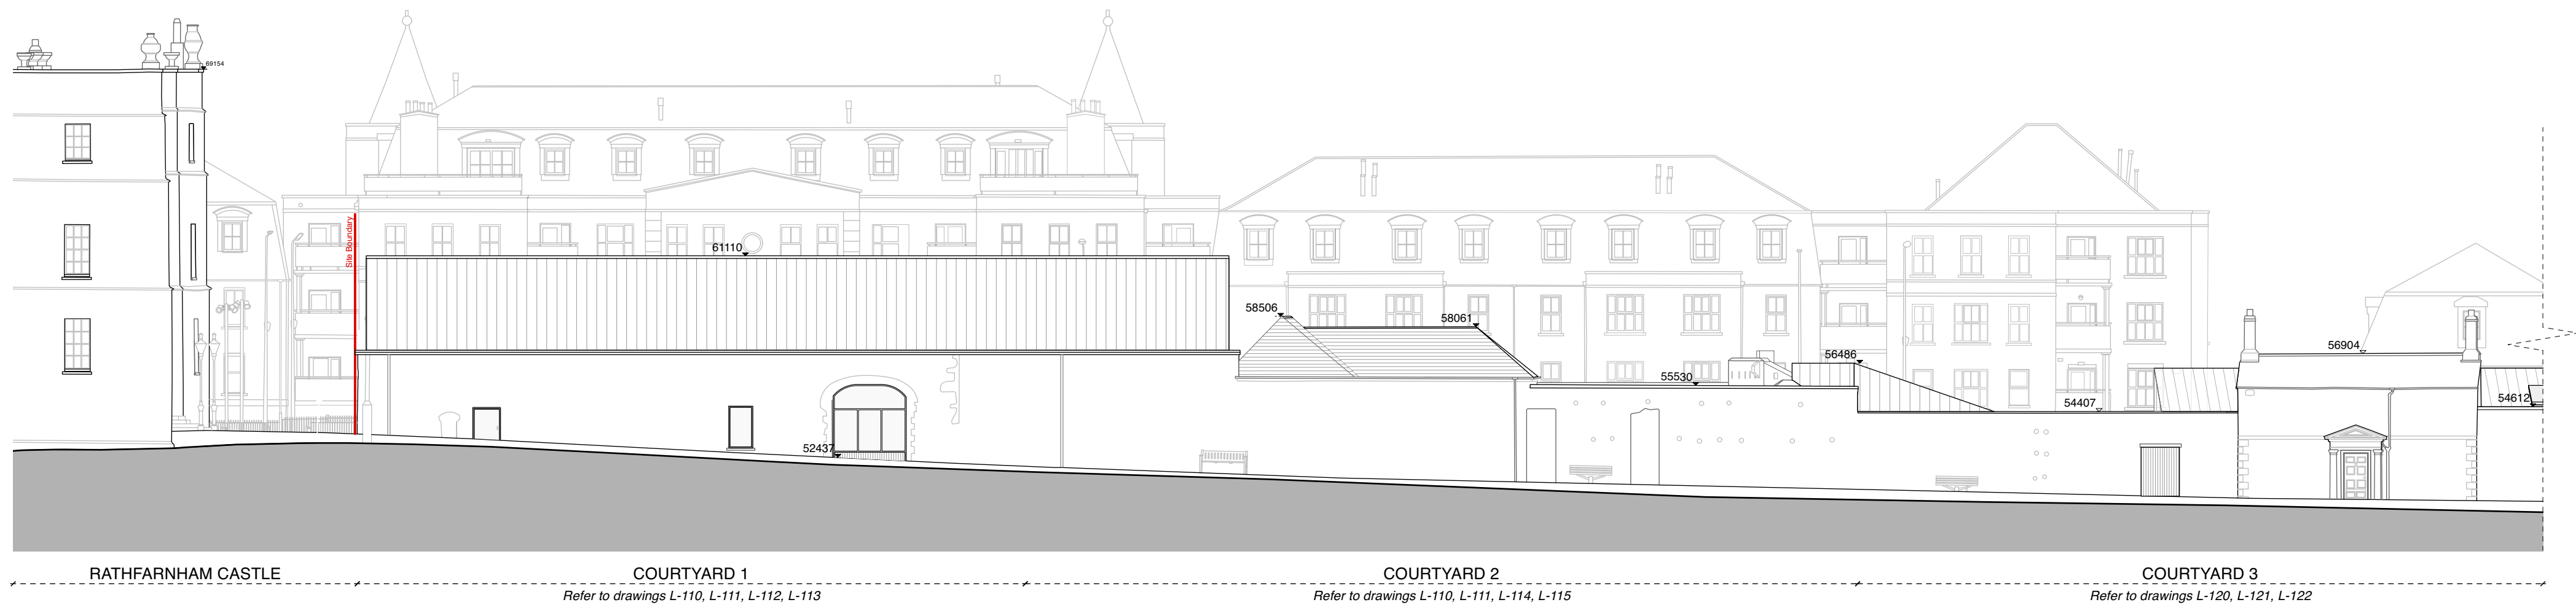 69154
Site Boundary
61110
58506
58061
56486
55530
56904
54612
54407
52437
RATHFARNHAM CASTLE
COURTYARD 1
COURTYARD 2
COURTYARD 3
Refer to drawings L-110, L-111, L-112, L-113
Refer to drawings L-110, L-111, L-114, L-115
Refer to drawings L-120, L-121, L-122